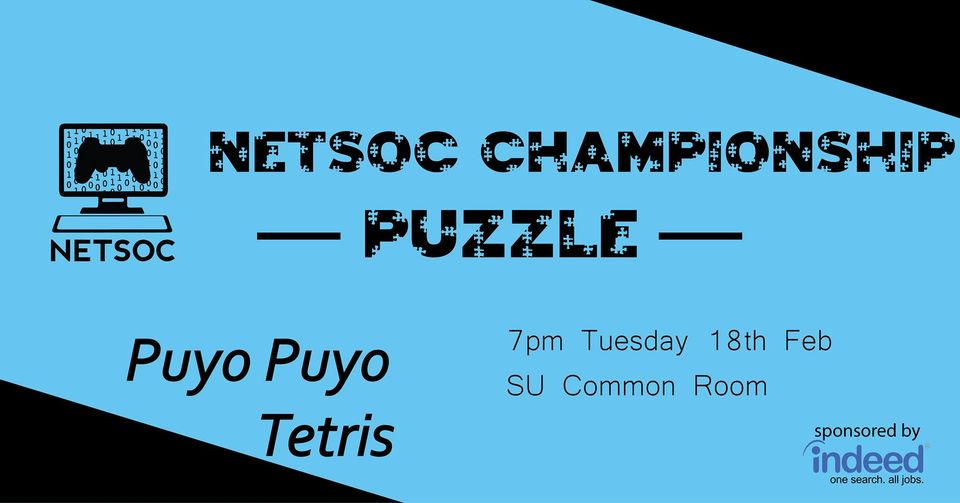 NETSOC CHAMPIONSHIP
PUZZLE
NETSOC
Puyo Puyo
Tetris
7pm Tuesday 18th Feb
SU Common Room
sponsored by
indeed®
one search. all jobs.